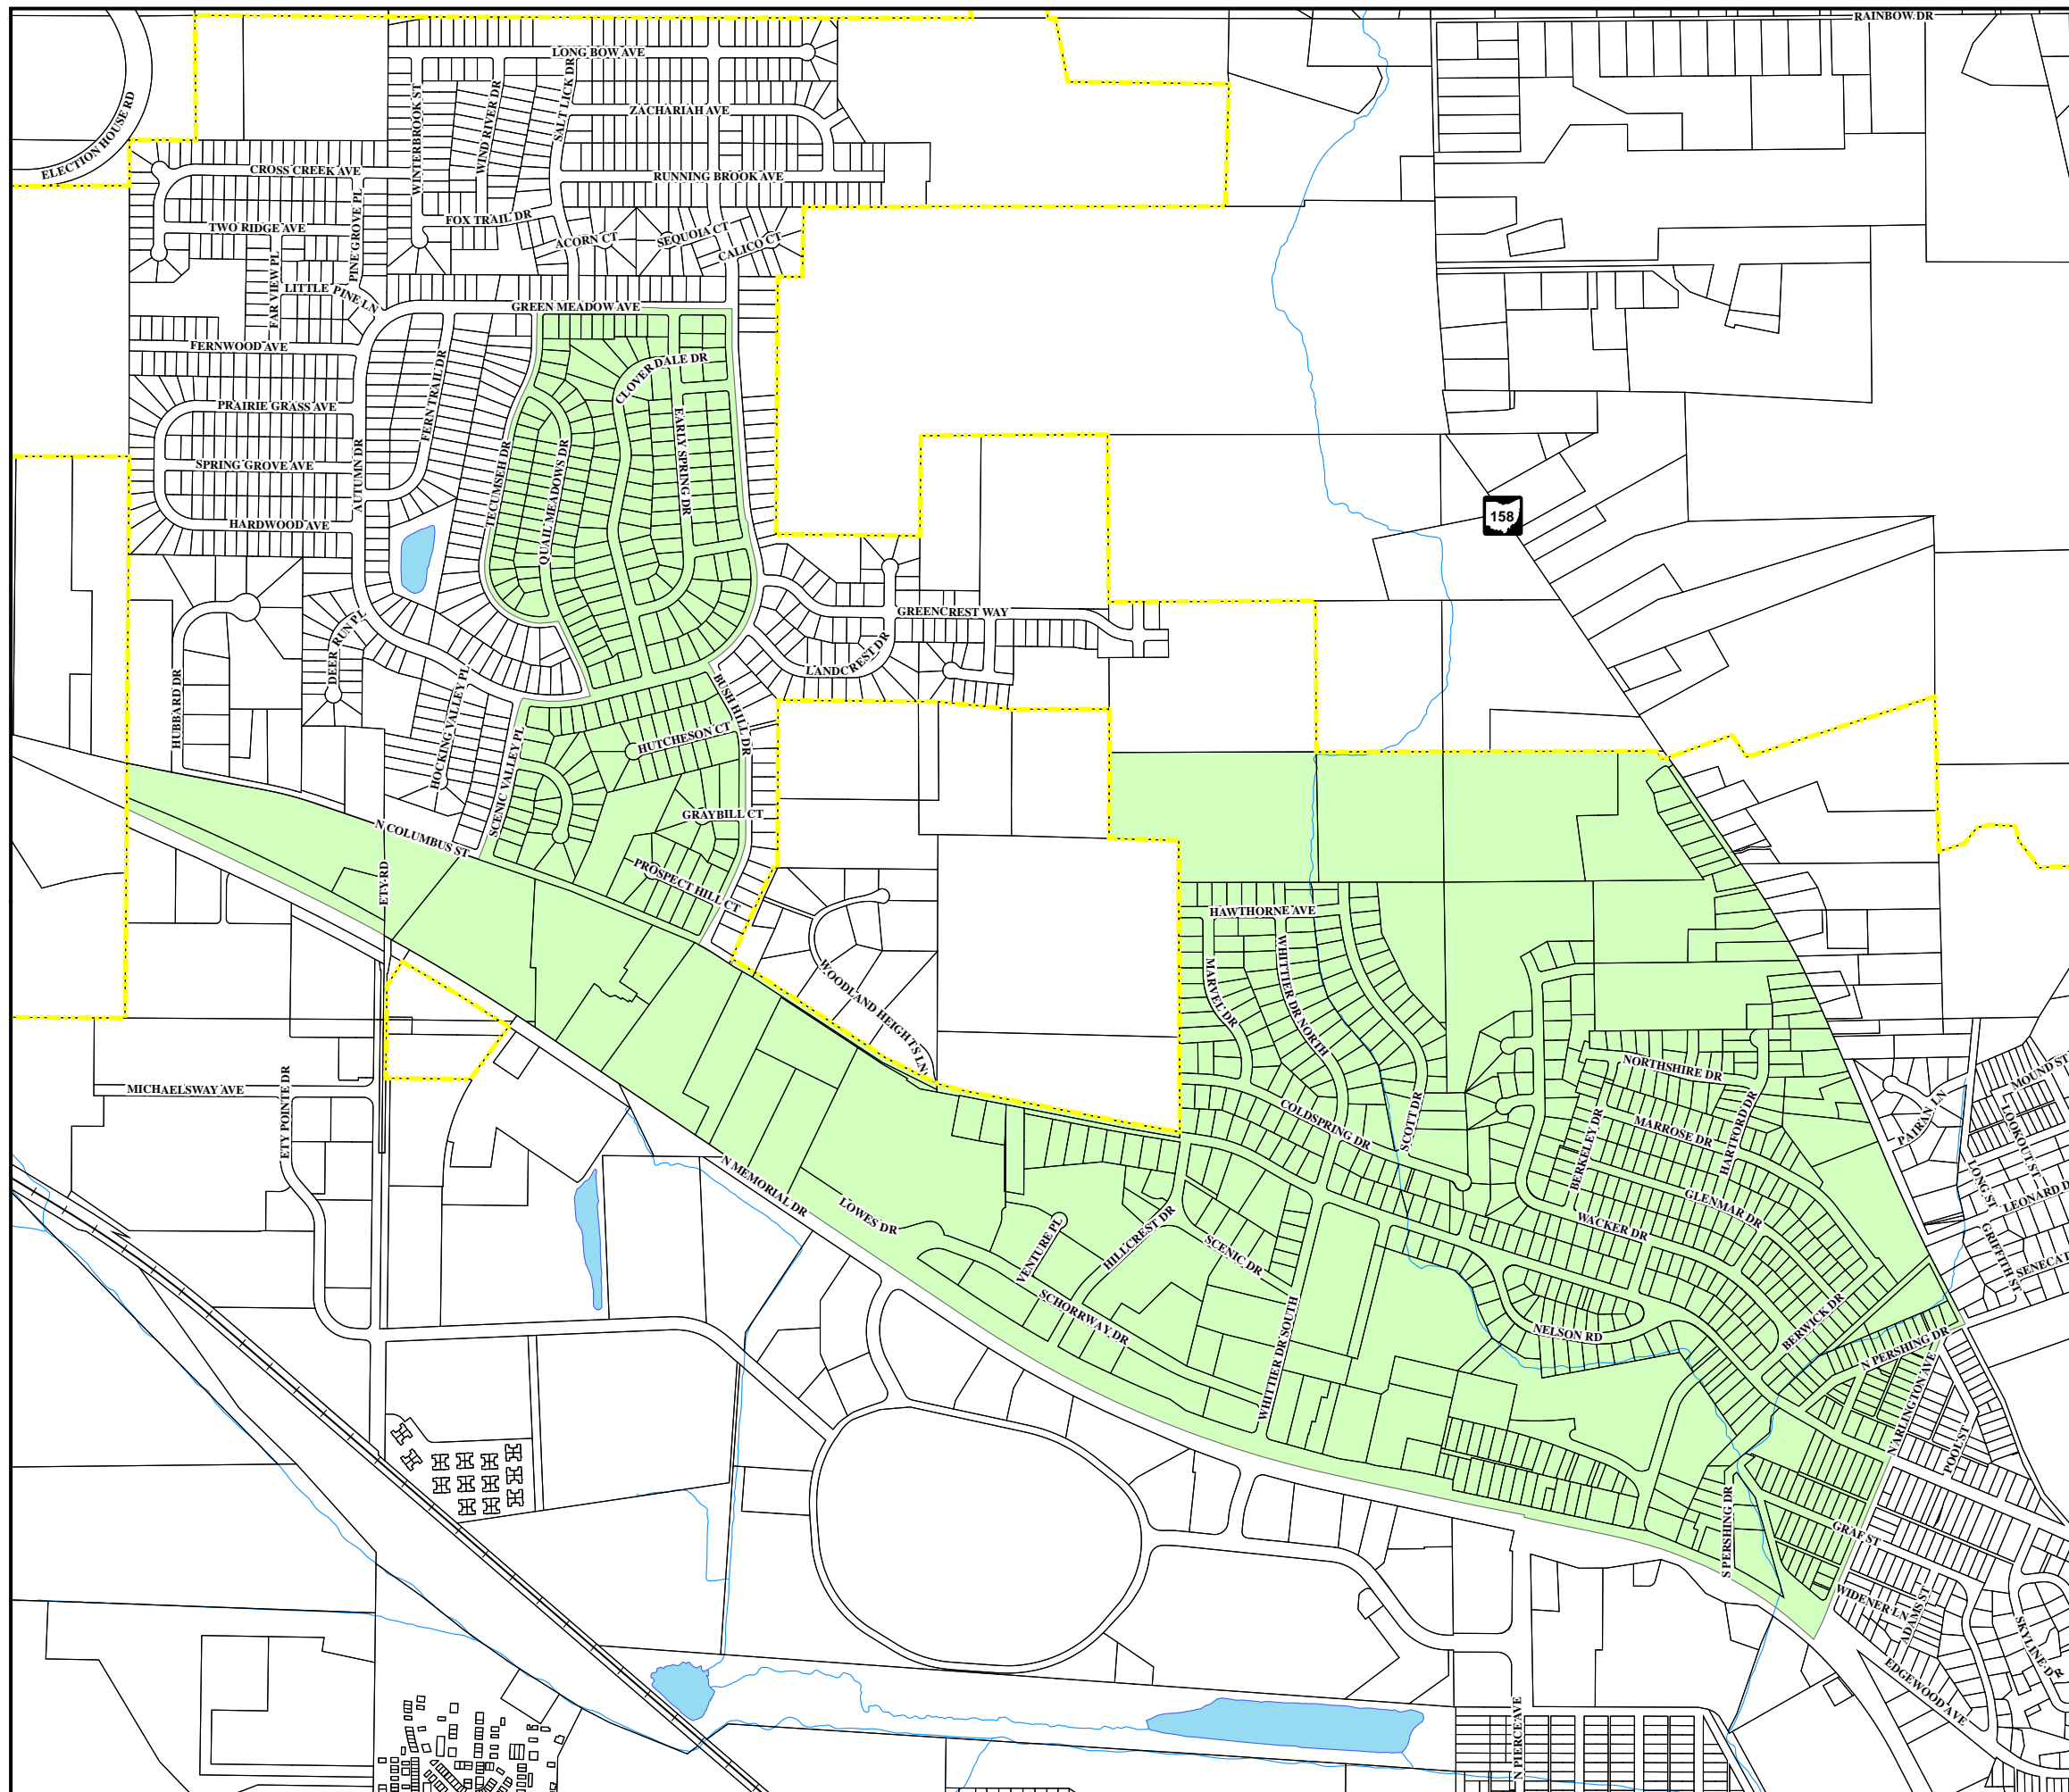 RAINBOW DR
LONG BOW AVE
ELECTION HOUSE RD
WINTERBROOK ST
WIND RIVER DR
SALT LICK DR
ZACHARIAH AVE
CROSS CREEK AVE
RUNNING BROOK AVE
PINE GROVE PL
TWO RIDGE AVE
FOX TRAIL DR
ACORN CT
SEQUOIA CT
CALICO CT
FAR VIEW PL
LITTLE PINE LN
GREEN MEADOW AVE
FERNWOOD AVE
FERN TRAIL DR
CLOVER DALE DR
PRAIRIE GRASS AVE
EARLY SPRING DR
AUTUMN DR
TECUMSEH DR
QUAIL MEADOWS DR
SPRING GROVE AVE
HARDWOOD AVE
158
GREENCREST WAY
DEER RUN PL
LANDCREST DR
HUBBARD DR
HOCKING VALLEY PL
BUSH HILL DR
HUTCHESON CT
SCENIC VALLEY PL
GRAYBILL CT
N COLUMBUS ST
ETY RD
PROSPECT HILL CT
HAWTHORNE AVE
WOODLAND HEIGHTS LN
MARVEL DR
WHITTIER DR NORTH
NORTHSHIRE DR
MICHAELSWAY AVE
ETY POINTE DR
COLDSPRING DR
SCOTT DR
BERKELEY DR
MARROSE DR
HARTFORD DR
PAIRAN LN
MOUND ST
LOOKOUT ST
LONG ST
LEONARD D
N MEMORIAL DR
LOWES DR
VENTURE PL
HILLCREST DR
SCENIC DR
WACKER DR
GLENMAR DR
GRIFFITH ST
SENECA
SCHORRWAY DR
WHITTIER DR SOUTH
NELSON RD
BERWICK DR
N PERSHING DR
N ARLINGTON AVE
POOL ST
S PERSHING DR
GRAF ST
WIDENER LN
ADAMS ST
SKYLINE DR
EDGEWOOD AVE
N PIERCE AVE